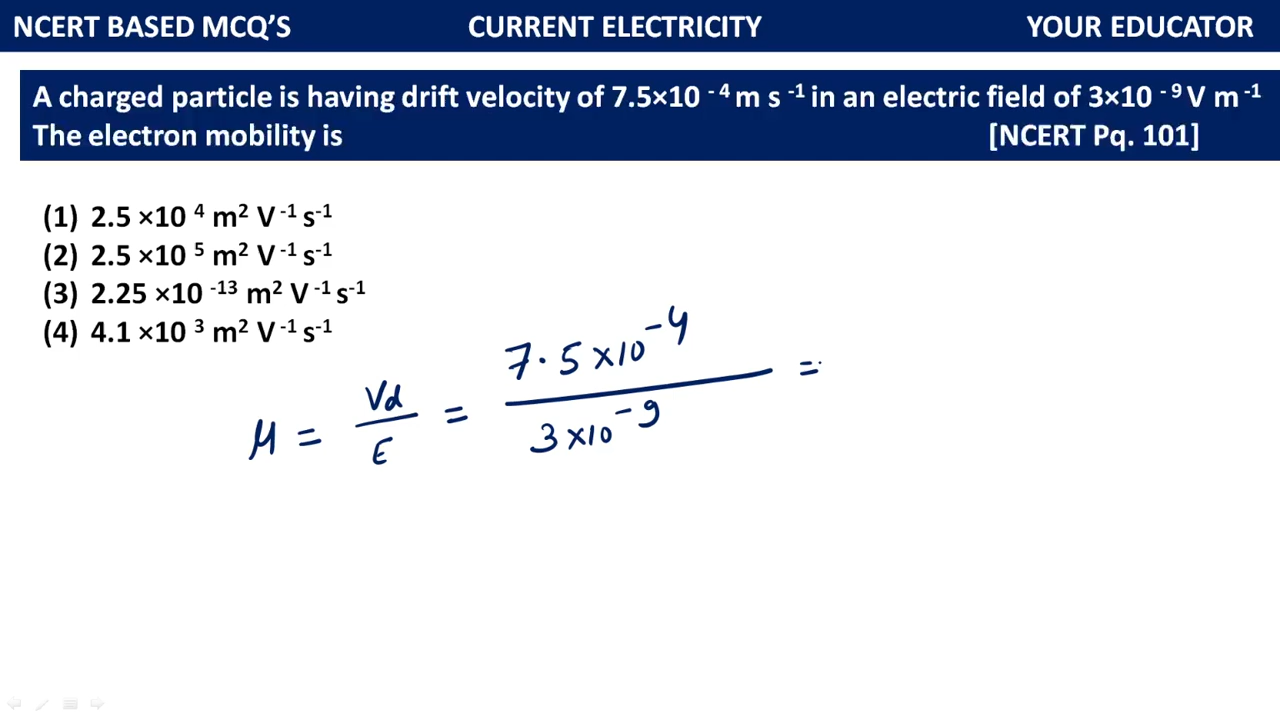 NCERT BASED MCQ'S CURRENT ELECTRICITY YOUR EDUCATOR
A charged particle is having drift velocity of 7.5×10 ⁻⁴ m s ⁻¹ in an electric field of 3×10 ⁻⁹ V m ⁻¹
The electron mobility is [NCERT Pq. 101]
(1) 2.5 ×10 ⁴ m² V ⁻¹ s⁻¹
(2) 2.5 ×10 ⁵ m² V ⁻¹ s⁻¹
(3) 2.25 ×10 ⁻¹³ m² V ⁻¹ s⁻¹
(4) 4.1 ×10 ³ m² V ⁻¹ s⁻¹
μ = Vd/E = 7.5×10⁻⁴/3×10⁻⁹ =